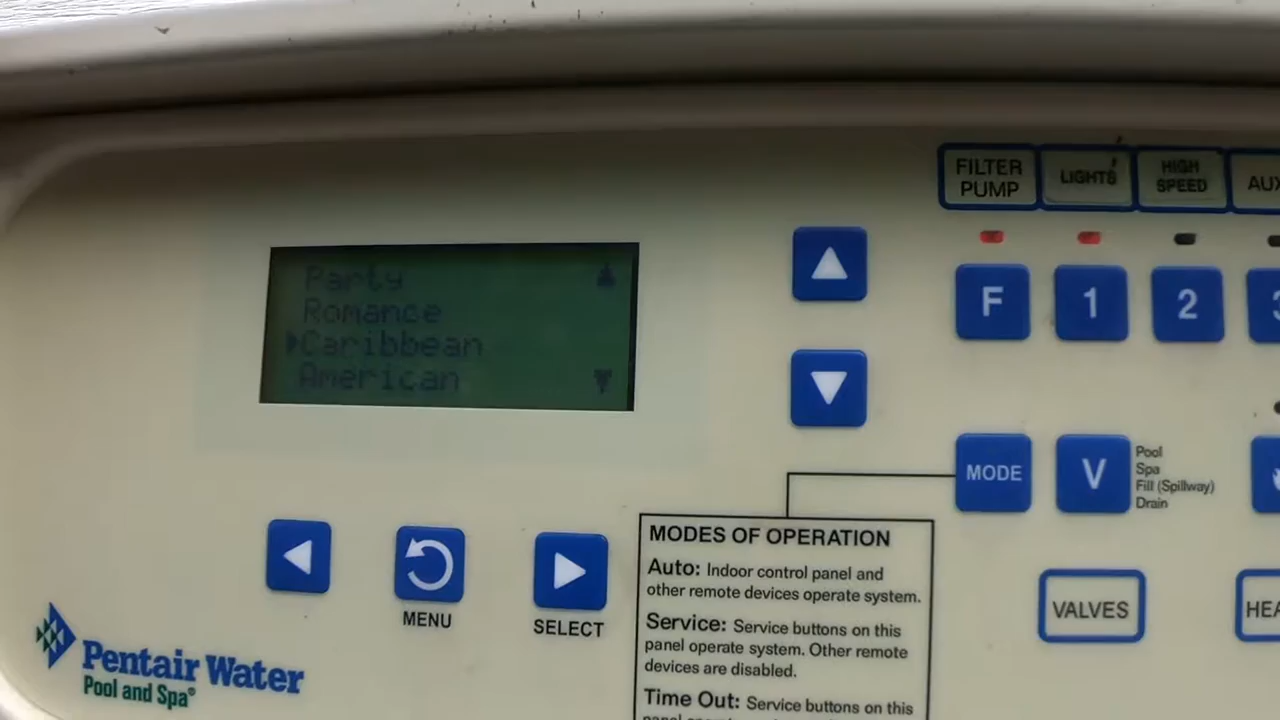 FILTER
PUMP
LIGHTS
HIGH
SPEED
AUX
Party
Romance
Caribbean
American
F
1
2
3
MODE
V
Pool
Spa
Fill (Spillway)
Drain
MENU
SELECT
VALVES
HEA
MODES OF OPERATION
Auto: Indoor control panel and
other remote devices operate system.
Service: Service buttons on this
panel operate system. Other remote
devices are disabled.
Time Out: Service buttons on this
Pentair Water
Pool and Spa®